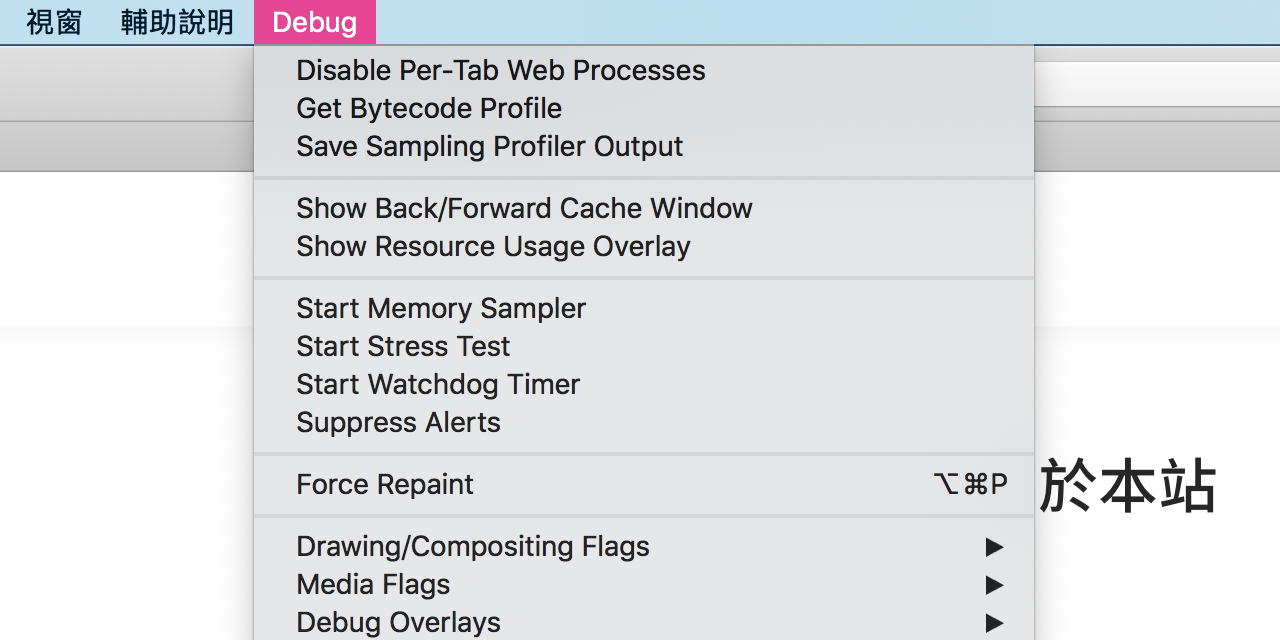 視窗 輔助說明 Debug
Disable Per-Tab Web Processes
Get Bytecode Profile
Save Sampling Profiler Output
Show Back/Forward Cache Window
Show Resource Usage Overlay
Start Memory Sampler
Start Stress Test
Start Watchdog Timer
Suppress Alerts
Force Repaint ⌥⌘P
於本站
Drawing/Compositing Flags ▶
Media Flags ▶
Debug Overlays ▶